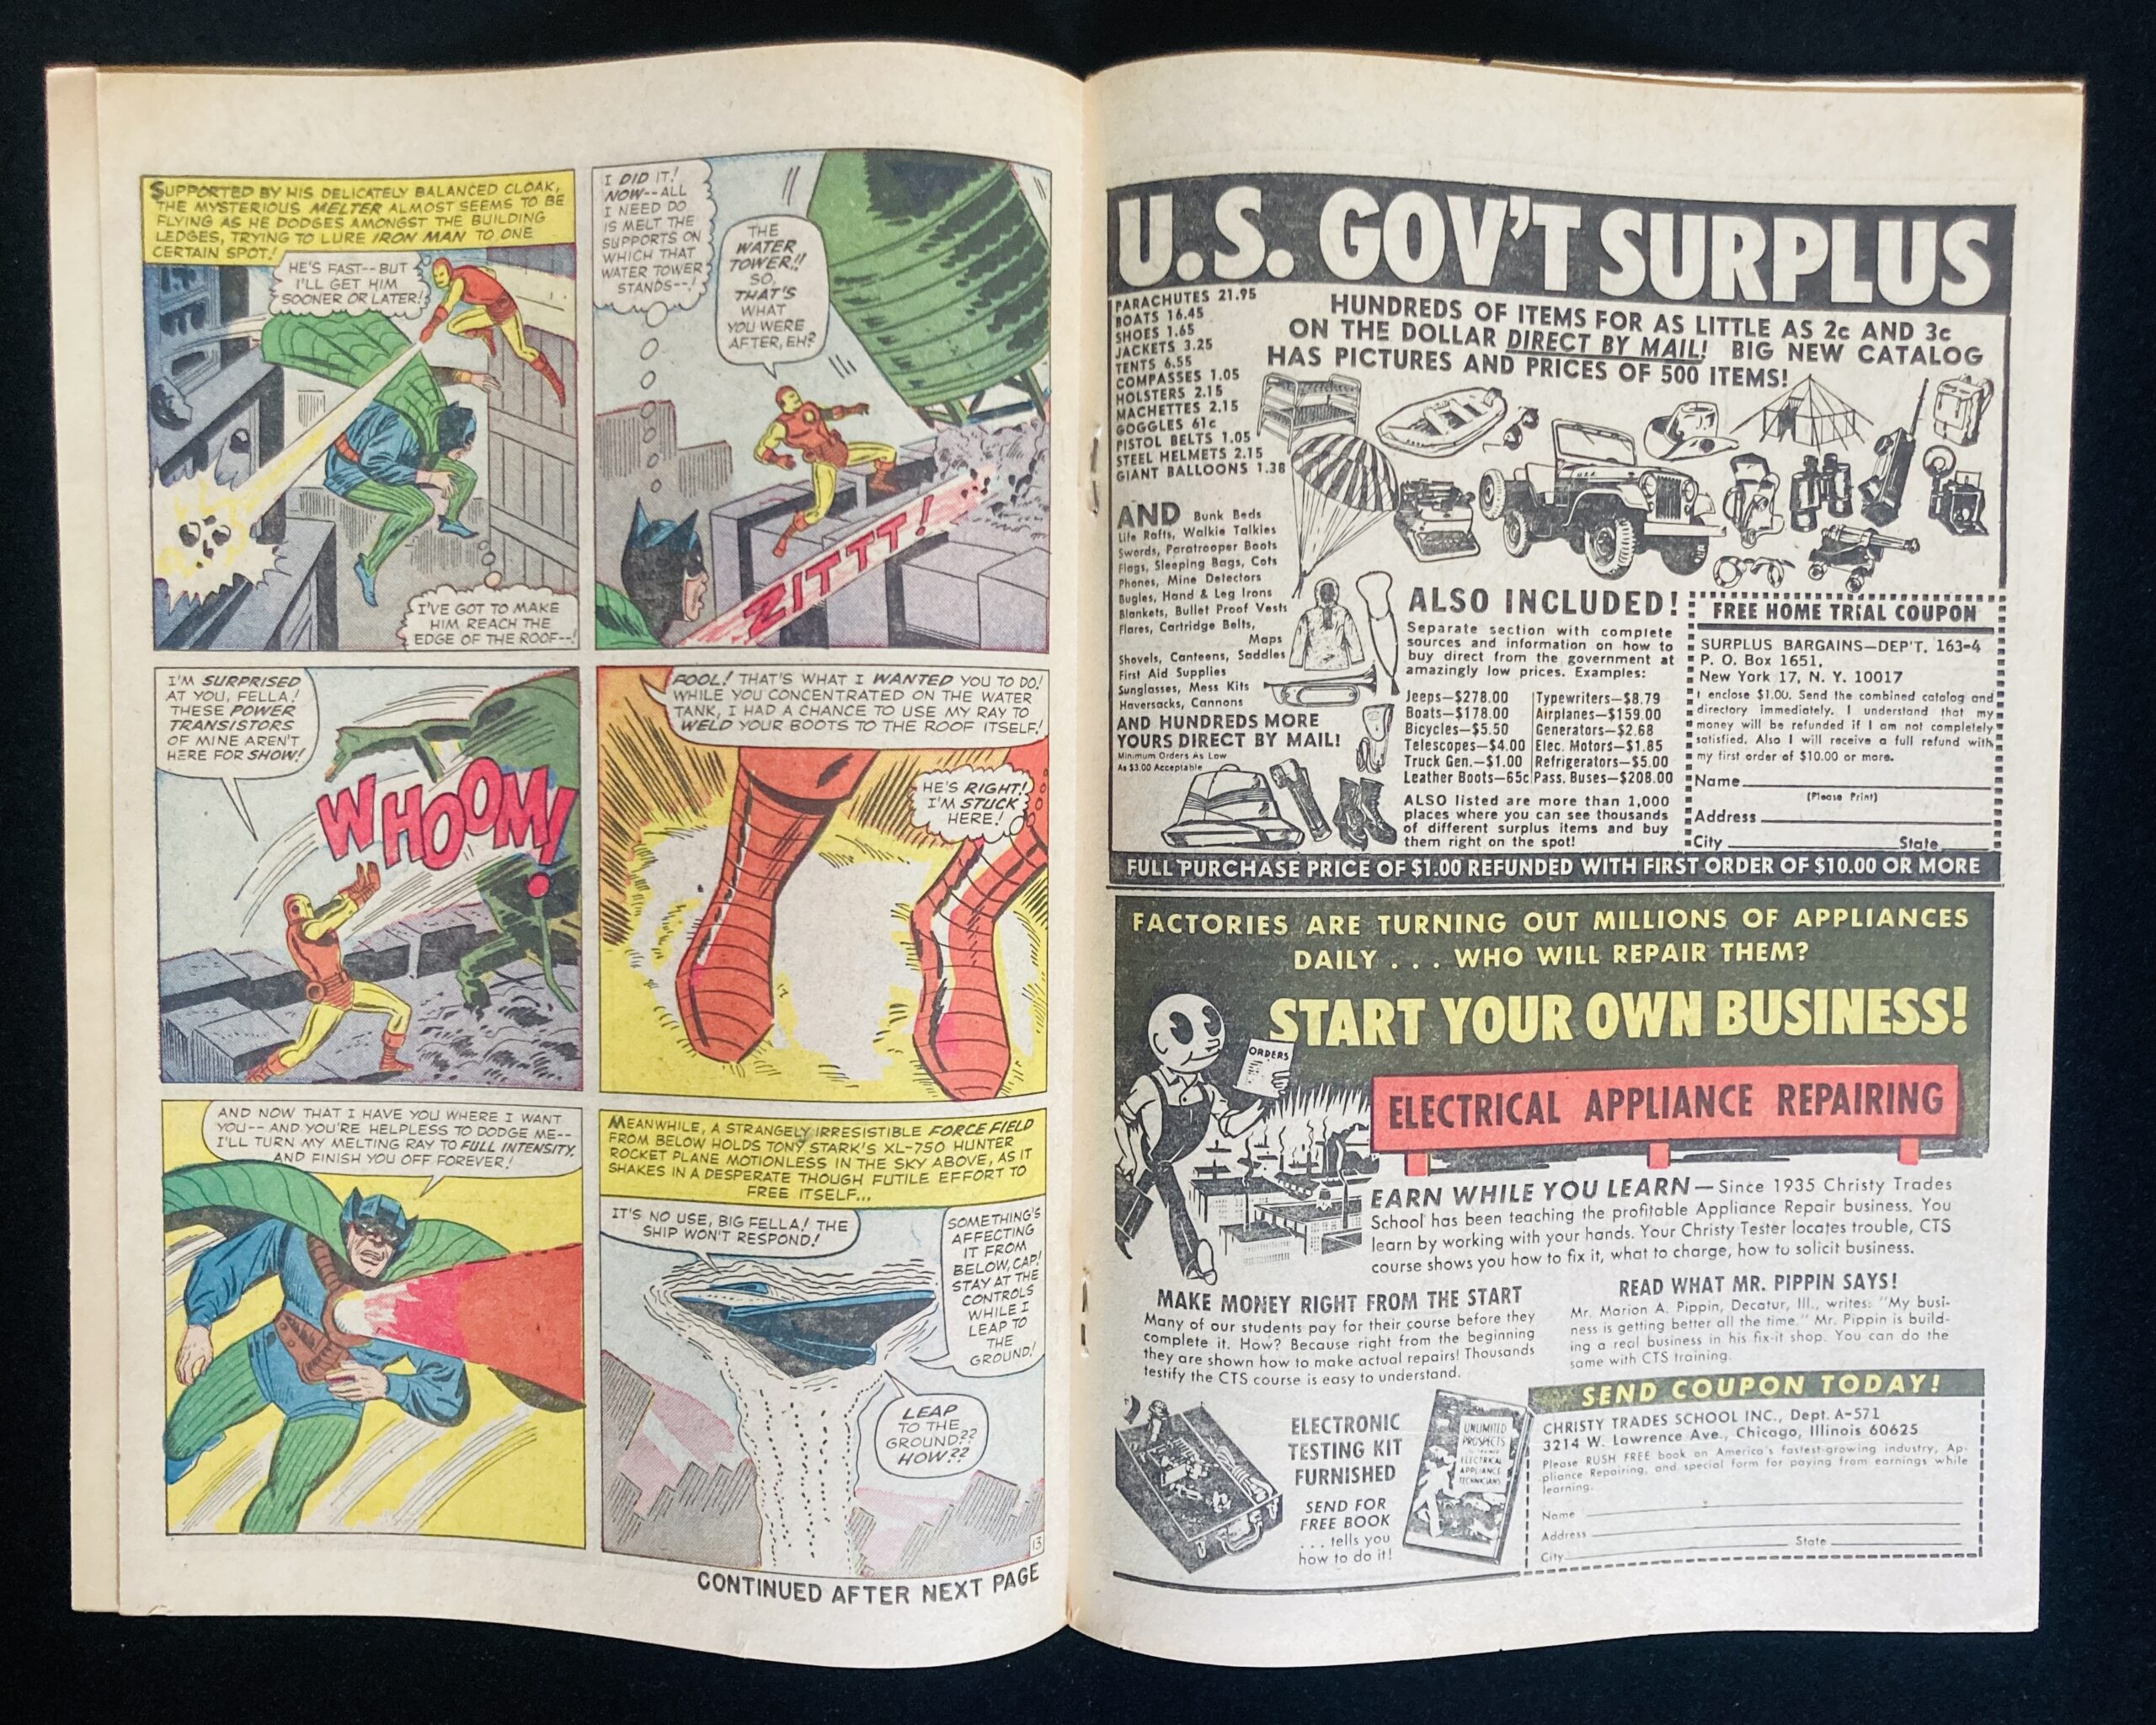 SUPPORTED BY HIS DELICATELY BALANCED CLOAK,
THE MYSTERIOUS MELTER ALMOST SEEMS TO BE
FLYING AS HE DODGES AMONGST THE BUILDING
LEDGES, TRYING TO LURE IRON MAN TO ONE
CERTAIN SPOT!
HE'S FAST--BUT
I'LL GET HIM
SOONER OR LATER!
I'VE GOT TO MAKE
HIM REACH THE
EDGE OF THE ROOF--!
I DID IT!
NOW--ALL
I NEED DO
IS MELT THE
SUPPORTS ON
WHICH THAT
WATER TOWER
STANDS--!
THE
WATER
TOWER!!
SO,
THAT'S
WHAT
YOU WERE
AFTER, EH?
ZITTT!
I'M SURPRISED
AT YOU, FELLA!
THESE POWER
TRANSISTORS
OF MINE AREN'T
HERE FOR SHOW!
WHOOM!
FOOL! THAT'S WHAT I WANTED YOU TO DO!
WHILE YOU CONCENTRATED ON THE WATER
TANK, I HAD A CHANCE TO USE MY RAY TO
WELD YOUR BOOTS TO THE ROOF ITSELF!
HE'S RIGHT!
I'M STUCK
HERE!
AND NOW THAT I HAVE YOU WHERE I WANT
YOU--AND YOU'RE HELPLESS TO DODGE ME--
I'LL TURN MY MELTING RAY TO FULL INTENSITY,
AND FINISH YOU OFF FOREVER!
MEANWHILE, A STRANGELY IRRESISTIBLE FORCE FIELD
FROM BELOW HOLDS TONY STARK'S XL-750 HUNTER
ROCKET PLANE MOTIONLESS IN THE SKY ABOVE, AS IT
SHAKES IN A DESPERATE THOUGH FUTILE EFFORT TO
FREE ITSELF...
IT'S NO USE, BIG FELLA! THE
SHIP WON'T RESPOND!
SOMETHING'S
AFFECTING
IT FROM
BELOW, CAP!
STAY AT THE
CONTROLS
WHILE I
LEAP TO
THE
GROUND!
LEAP
TO THE
GROUND??
HOW??
13
CONTINUED AFTER NEXT PAGE
U.S. GOV'T SURPLUS
PARACHUTES 21.95
BOATS 16.45
SHOES 1.65
JACKETS 3.25
TENTS 6.55
COMPASSES 1.05
HOLSTERS 2.15
MACHETTES 2.15
GOGGLES 61c
PISTOL BELTS 1.05
STEEL HELMETS 2.15
GIANT BALLOONS 1.38
HUNDREDS OF ITEMS FOR AS LITTLE AS 2c AND 3c
ON THE DOLLAR DIRECT BY MAIL! BIG NEW CATALOG
HAS PICTURES AND PRICES OF 500 ITEMS!
AND Bunk Beds
Life Rafts, Walkie Talkies
Swords, Paratrooper Boots
Flags, Sleeping Bags, Cots
Phones, Mine Detectors
Bugles, Hand & Leg Irons
Blankets, Bullet Proof Vests
Flares, Cartridge Belts,
Maps
Shovels, Canteens, Saddles
First Aid Supplies
Sunglasses, Mess Kits
Haversacks, Cannons
AND HUNDREDS MORE
YOURS DIRECT BY MAIL!
Minimum Orders As Low
As $3.00 Acceptable
ALSO INCLUDED!
Separate section with complete
sources and information on how to
buy direct from the government at
amazingly low prices. Examples:
Jeeps—$278.00 Typewriters—$8.79
Boats—$178.00 Airplanes—$159.00
Bicycles—$5.50 Generators—$2.68
Telescopes—$4.00 Elec. Motors—$1.85
Truck Gen.—$1.00 Refrigerators—$5.00
Leather Boots—65c Pass. Buses—$208.00
ALSO listed are more than 1,000
places where you can see thousands
of different surplus items and buy
them right on the spot!
FREE HOME TRIAL COUPON
SURPLUS BARGAINS—DEP'T. 163-4
P. O. Box 1651,
New York 17, N. Y. 10017
I enclose $1.00. Send the combined catalog and
directory immediately. I understand that my
money will be refunded if I am not completely
satisfied. Also I will receive a full refund with
my first order of $10.00 or more.
Name
(Please Print)
Address
City State
FULL PURCHASE PRICE OF $1.00 REFUNDED WITH FIRST ORDER OF $10.00 OR MORE
FACTORIES ARE TURNING OUT MILLIONS OF APPLIANCES
DAILY . . . WHO WILL REPAIR THEM?
START YOUR OWN BUSINESS!
ORDERS
ELECTRICAL APPLIANCE REPAIRING
EARN WHILE YOU LEARN—Since 1935 Christy Trades
School has been teaching the profitable Appliance Repair business. You
learn by working with your hands. Your Christy Tester locates trouble, CTS
course shows you how to fix it, what to charge, how to solicit business.
MAKE MONEY RIGHT FROM THE START
Many of our students pay for their course before they
complete it. How? Because right from the beginning
they are shown how to make actual repairs! Thousands
testify the CTS course is easy to understand.
READ WHAT MR. PIPPIN SAYS!
Mr. Marion A. Pippin, Decatur, Ill., writes: "My busi-
ness is getting better all the time." Mr. Pippin is build-
ing a real business in his fix-it shop. You can do the
same with CTS training.
ELECTRONIC
TESTING KIT
FURNISHED
SEND FOR
FREE BOOK
. . . tells you
how to do it!
UNLIMITED
PROSPECTS
ELECTRICAL
APPLIANCE
TECHNICIANS
SEND COUPON TODAY!
CHRISTY TRADES SCHOOL INC., Dept. A-571
3214 W. Lawrence Ave., Chicago, Illinois 60625
Please RUSH FREE book on America's fastest-growing industry, Ap-
pliance Repairing, and special form for paying from earnings while
learning.
Name
Address
City State